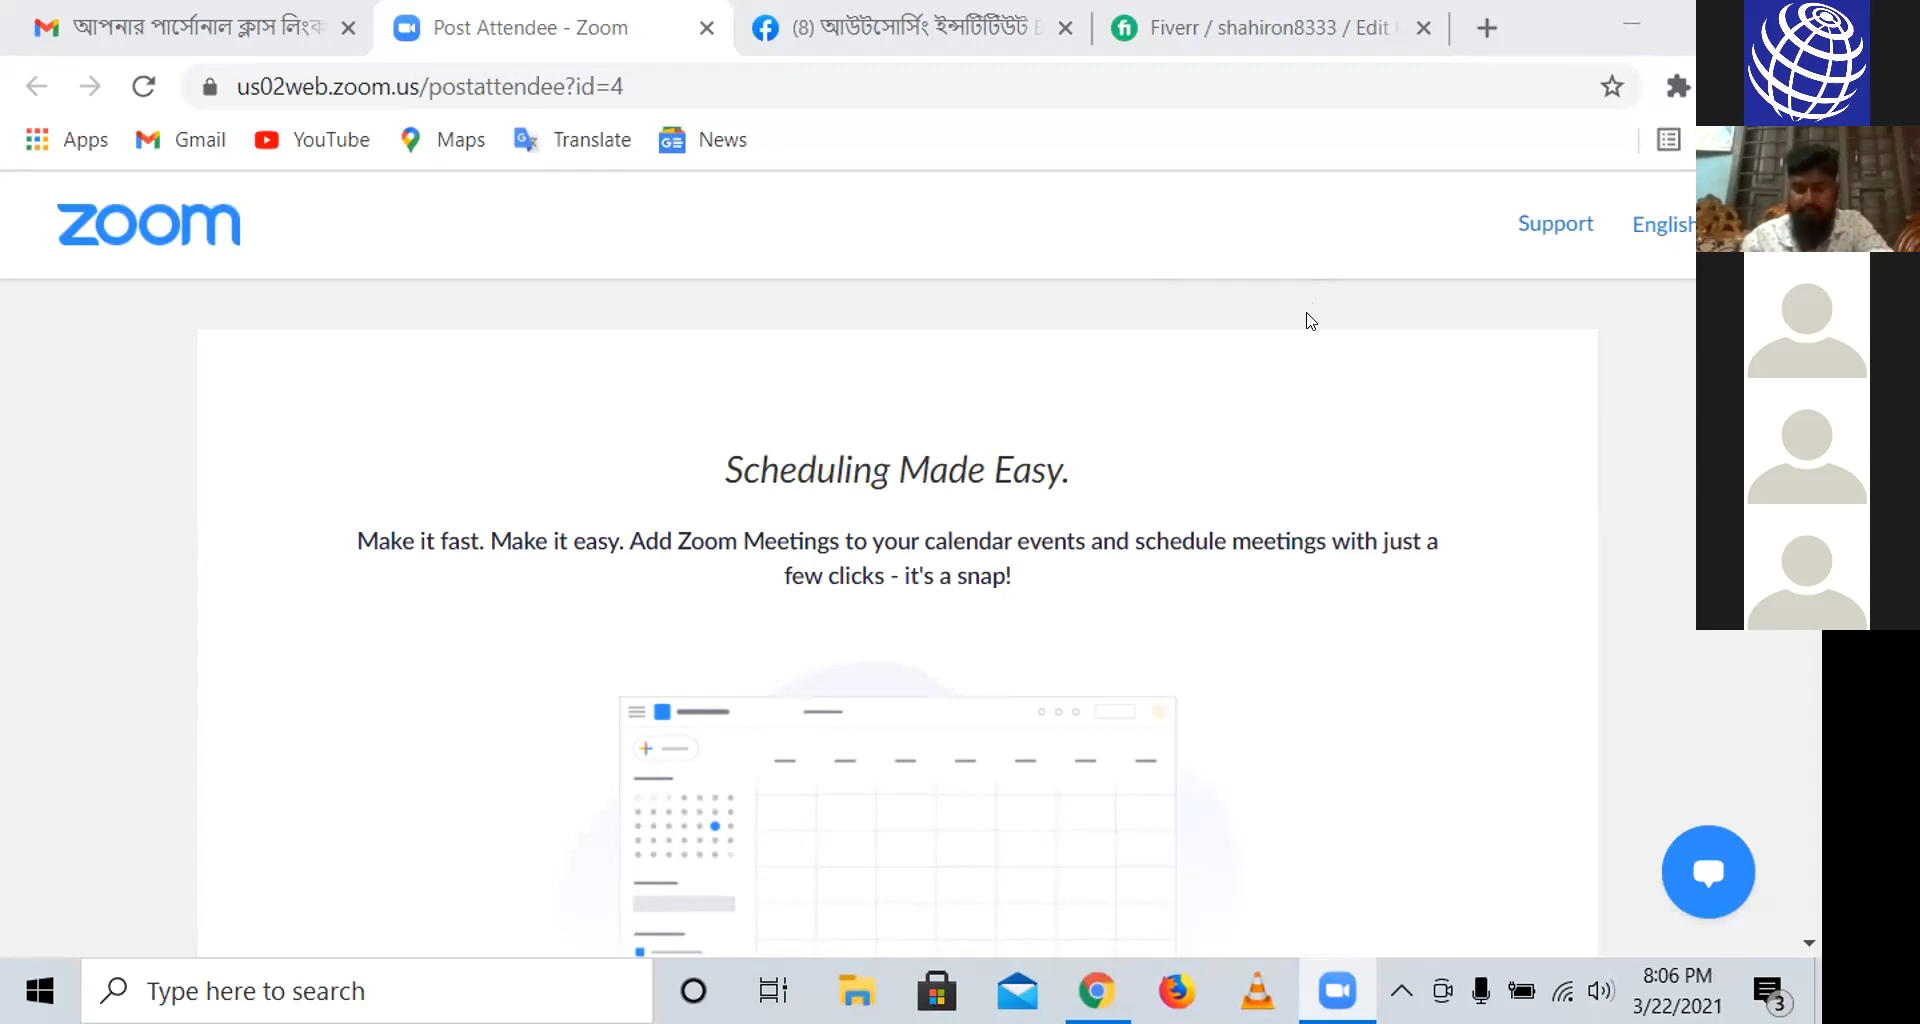 আপনার পার্সোনাল ক্লাস লিংক
Post Attendee - Zoom
(8) আউটসোর্সিং ইন্সটিটিউট
Fiverr / shahiron8333 / Edit
us02web.zoom.us/postattendee?id=4
Apps
Gmail
YouTube
Maps
Translate
News
zoom
Support
English
Scheduling Made Easy.
Make it fast. Make it easy. Add Zoom Meetings to your calendar events and schedule meetings with just a
few clicks - it's a snap!
Type here to search
8:06 PM
3/22/2021
3